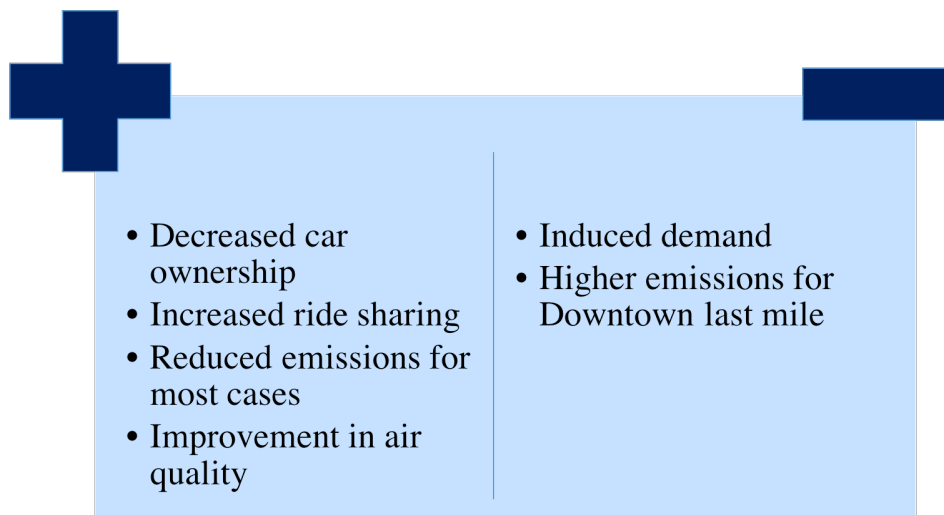 • Decreased car
ownership
• Increased ride sharing
• Reduced emissions for
most cases
• Improvement in air
quality
• Induced demand
• Higher emissions for
Downtown last mile